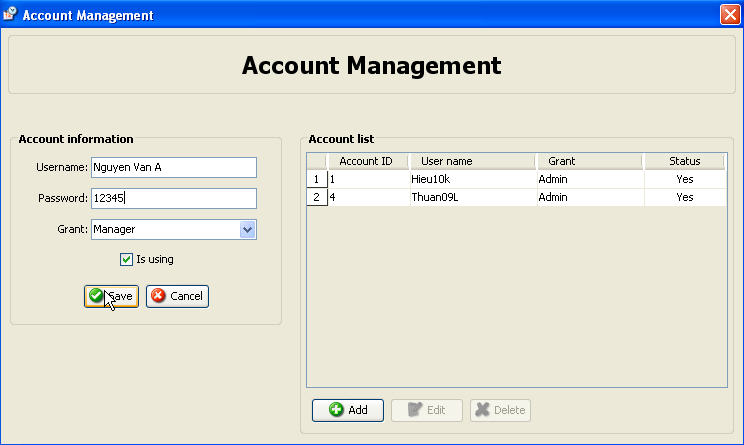 Account Management
Account Management
Account information
Username: Nguyen Van A
Password: 12345
Grant: Manager
Is using
Save Cancel
Account list
Account ID User name Grant Status
1 1 Hieu10k Admin Yes
2 4 Thuan09L Admin Yes
Add Edit Delete